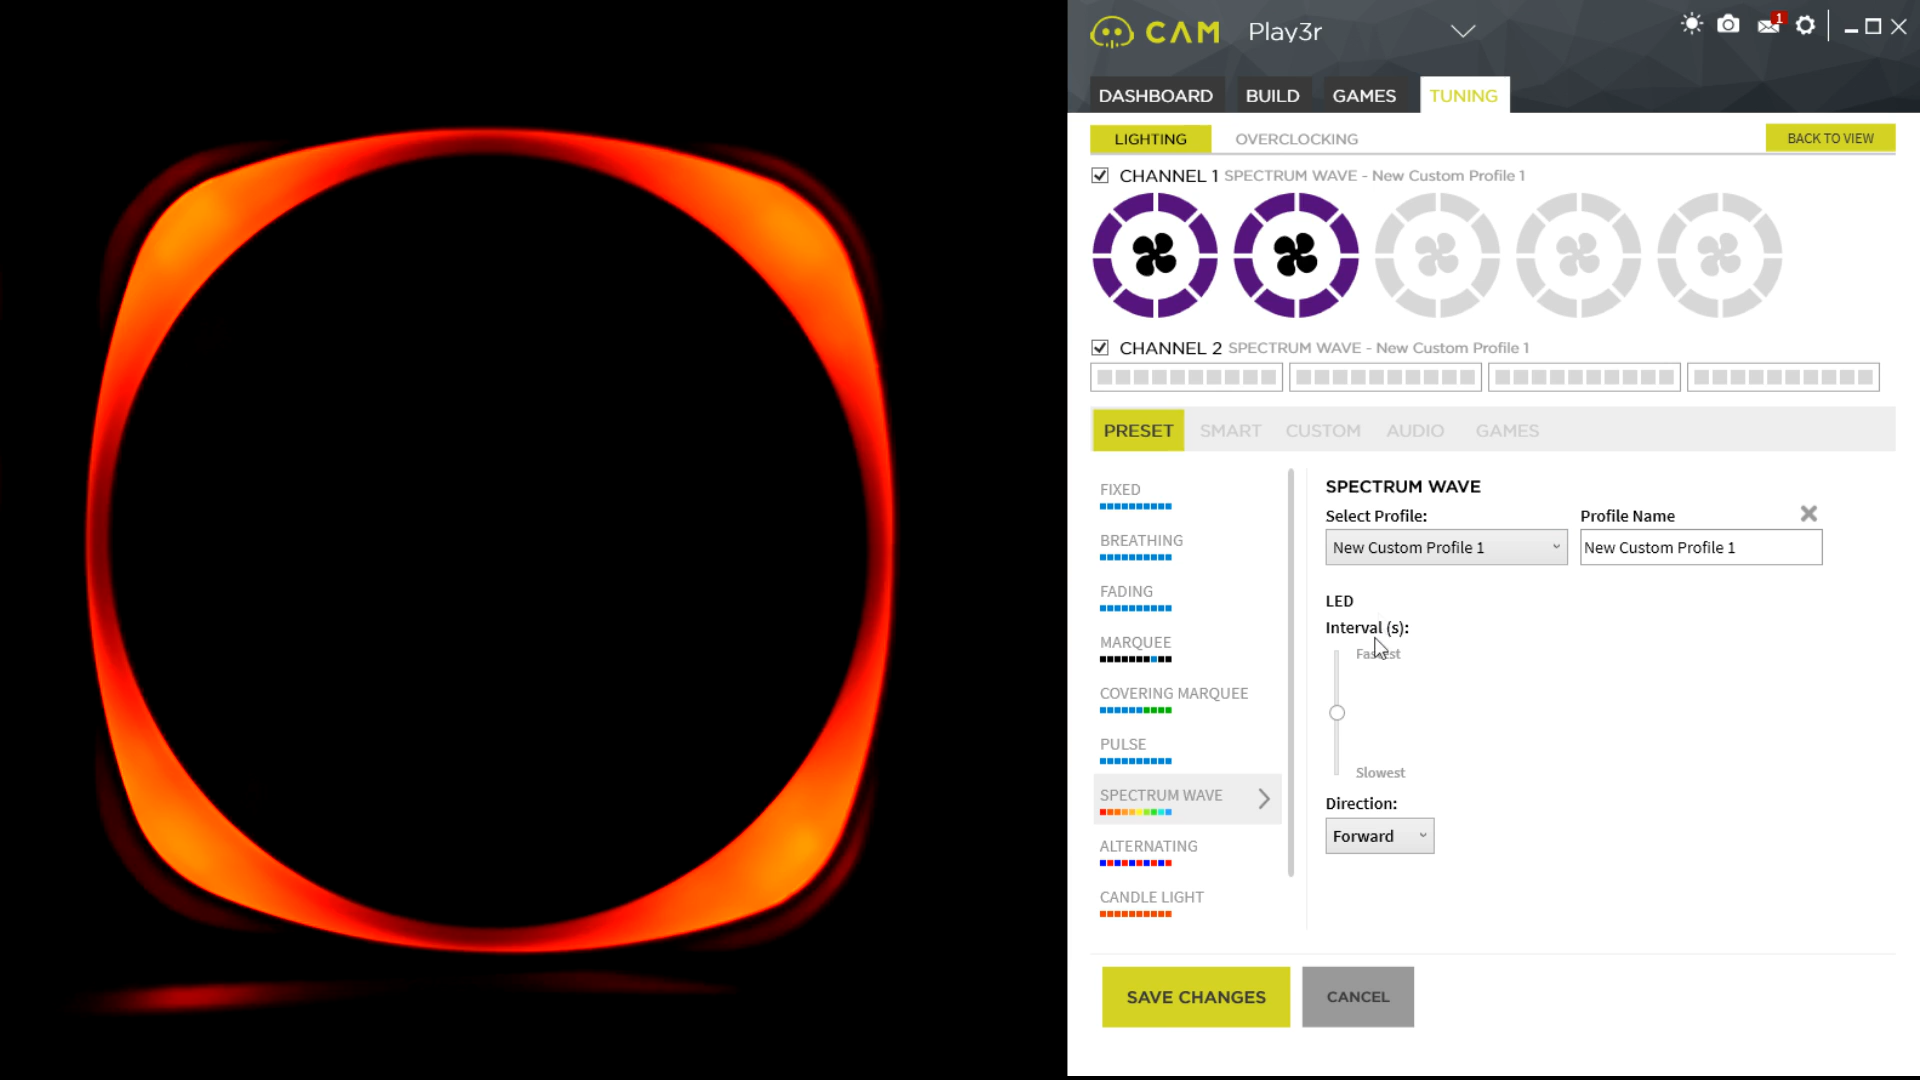 CAM Play3r
1
DASHBOARD BUILD GAMES TUNING
LIGHTING OVERCLOCKING BACK TO VIEW
CHANNEL 1 SPECTRUM WAVE - New Custom Profile 1
CHANNEL 2 SPECTRUM WAVE - New Custom Profile 1
PRESET SMART CUSTOM AUDIO GAMES
FIXED
BREATHING
FADING
MARQUEE
COVERING MARQUEE
PULSE
SPECTRUM WAVE
ALTERNATING
CANDLE LIGHT
SPECTRUM WAVE
Select Profile: Profile Name
New Custom Profile 1 New Custom Profile 1
LED
Interval (s):
Fastest
Slowest
Direction:
Forward
SAVE CHANGES CANCEL